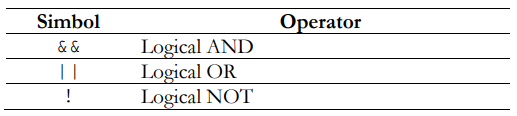 Simbol Operator
&& Logical AND
|| Logical OR
! Logical NOT